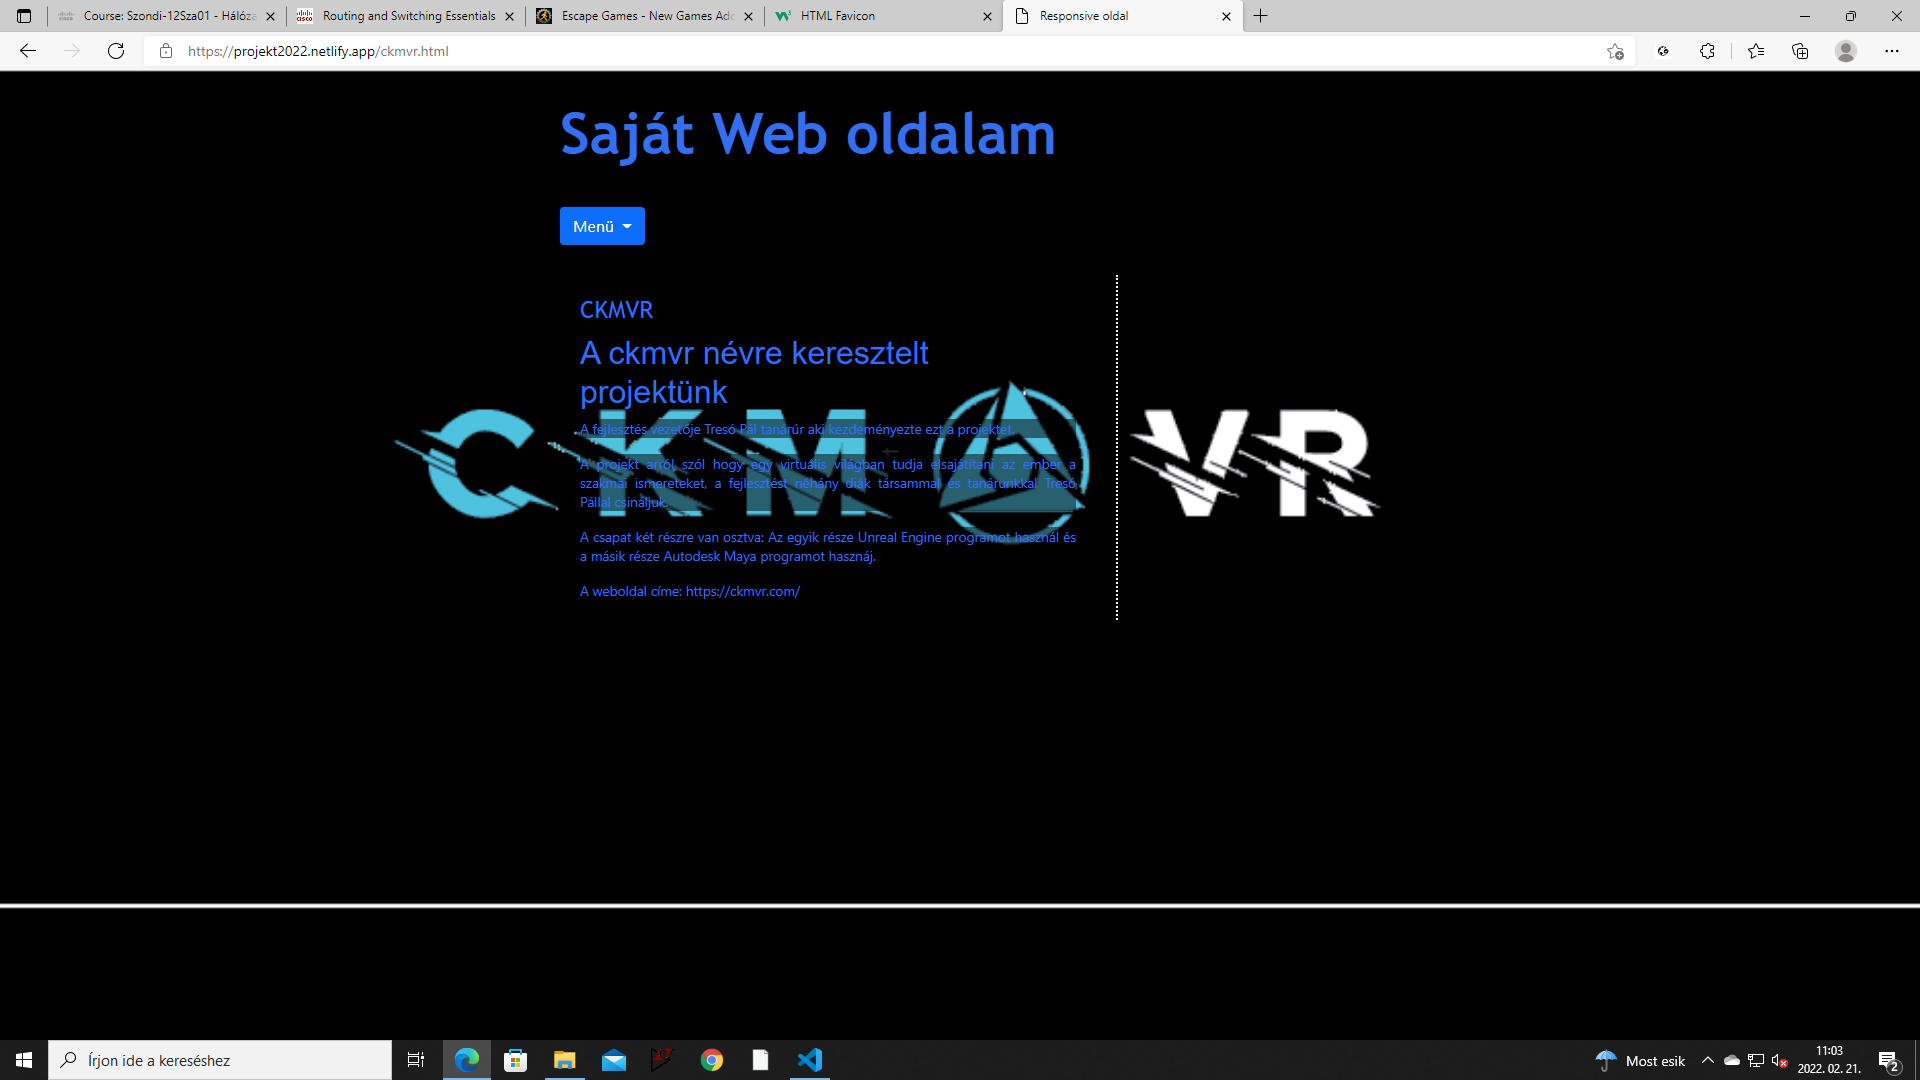 Course: Szondi-12Sza01 - Háló
Routing and Switching Essentials
Escape Games - New Games Ad
HTML Favicon
Responsive oldal
https://projekt2022.netlify.app/ckmvr.html
Saját Web oldalam
Menü
CKMVR
A ckmvr névre keresztelt
projektünk
CKM VR
A fejlesztés vezetője Tresó Pál tanárúr aki kezdeményezte ezt a projektet.
A projekt arról szól hogy egy virtuális világban tudja elsajátítani az ember a
szakmai ismereteket, a fejlesztést néhány diák társammal és tanárunkkal Tresó
Pállal csináljuk.
A csapat két részre van osztva: Az egyik része Unreal Engine programot használ és
a másik része Autodesk Maya programot hasznáj.
A weboldal címe: https://ckmvr.com/
Írjon ide a kereséshez
Most esik
11:03
2022. 02. 21.
2